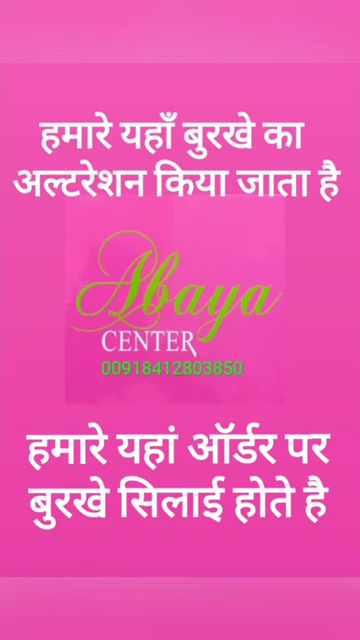 हमारे यहाँ बुरखे का
अल्टरेशन किया जाता है
Abaya
CENTER
00918412803850
हमारे यहां ऑर्डर पर
बुरखे सिलाई होते है